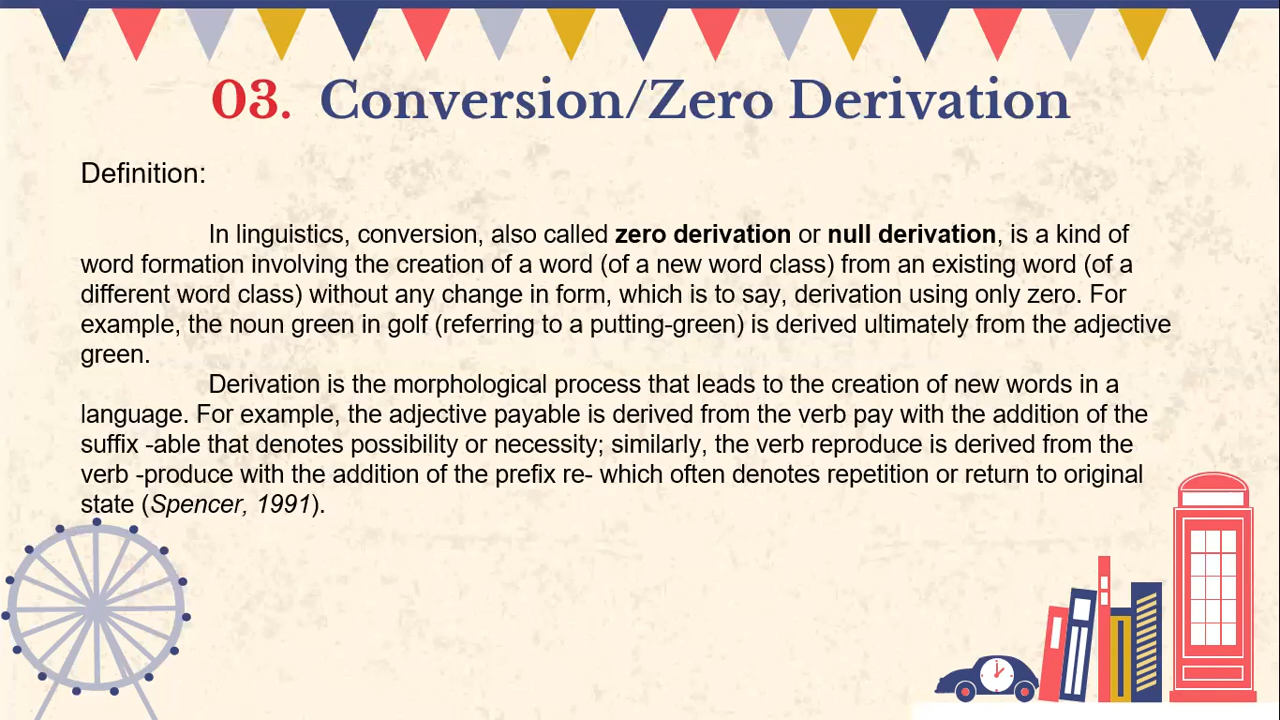 03. Conversion/Zero Derivation
Definition:
In linguistics, conversion, also called zero derivation or null derivation, is a kind of
word formation involving the creation of a word (of a new word class) from an existing word (of a
different word class) without any change in form, which is to say, derivation using only zero. For
example, the noun green in golf (referring to a putting-green) is derived ultimately from the adjective
green.
Derivation is the morphological process that leads to the creation of new words in a
language. For example, the adjective payable is derived from the verb pay with the addition of the
suffix -able that denotes possibility or necessity; similarly, the verb reproduce is derived from the
verb -produce with the addition of the prefix re- which often denotes repetition or return to original
state (Spencer, 1991).